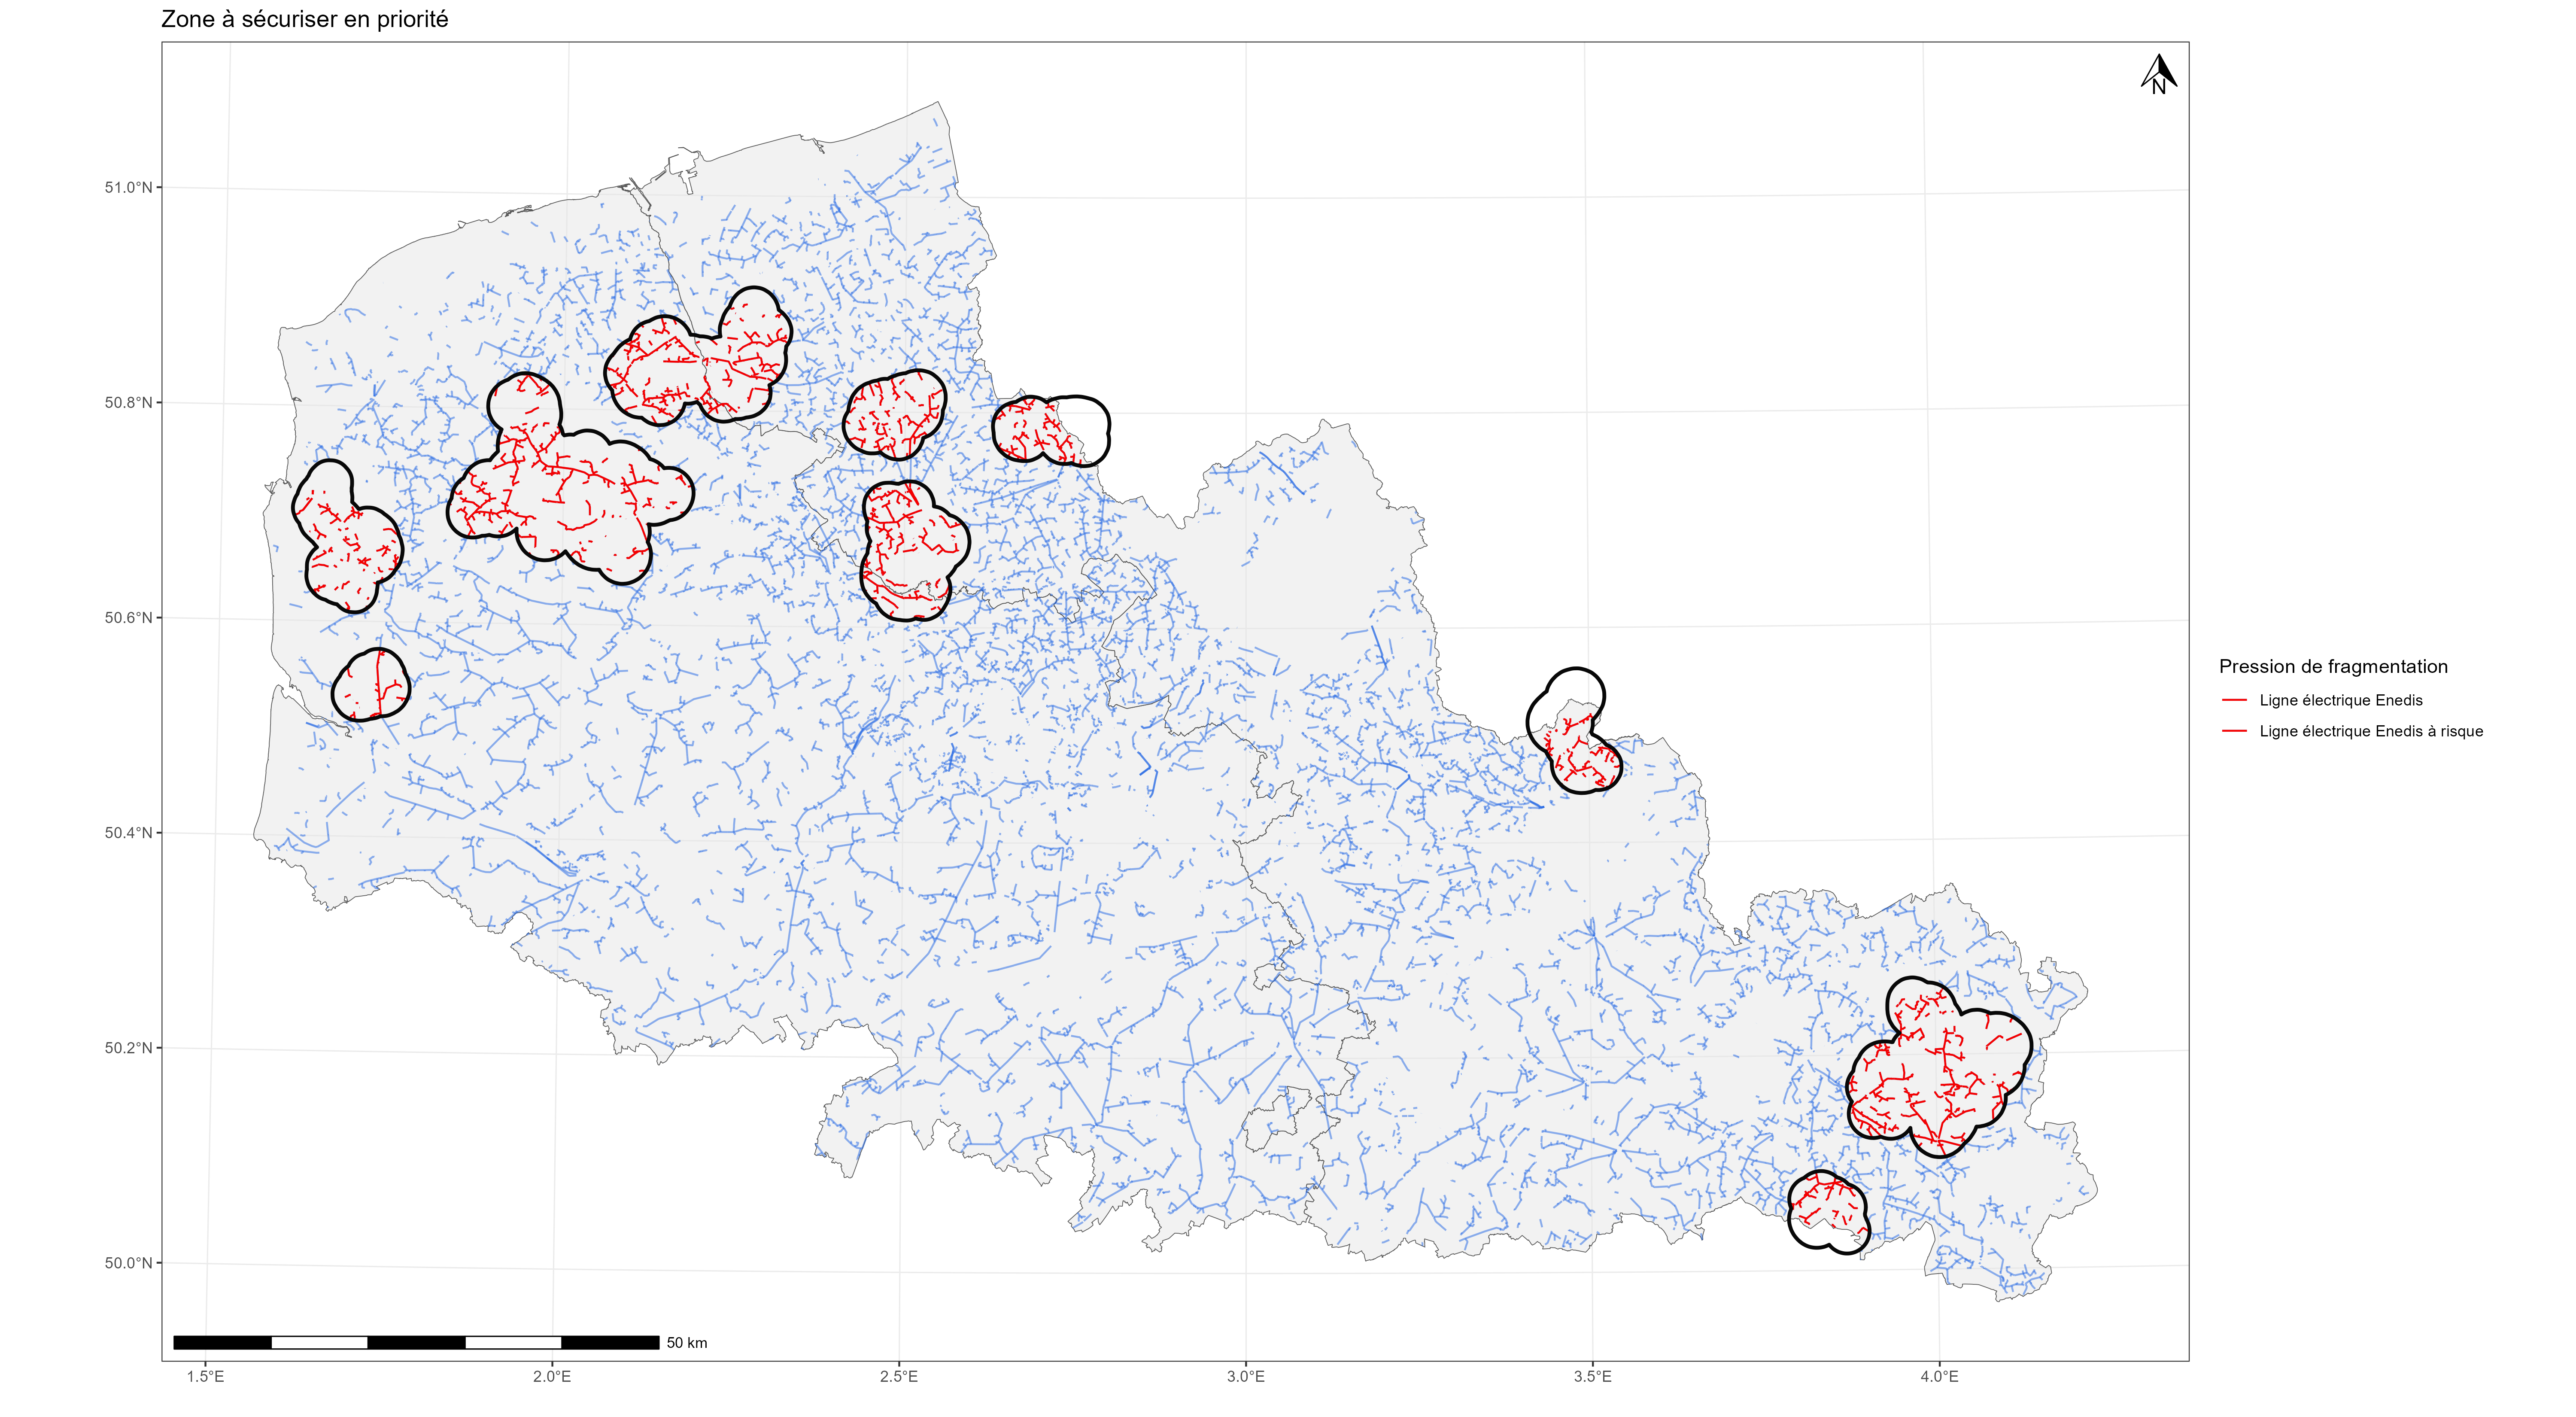 Zone à sécuriser en priorité
N
51.0°N
50.8°N
50.6°N
50.4°N
50.2°N
50.0°N
50 km
1.5°E
2.0°E
2.5°E
3.0°E
3.5°E
4.0°E
Pression de fragmentation
Ligne électrique Enedis
Ligne électrique Enedis à risque